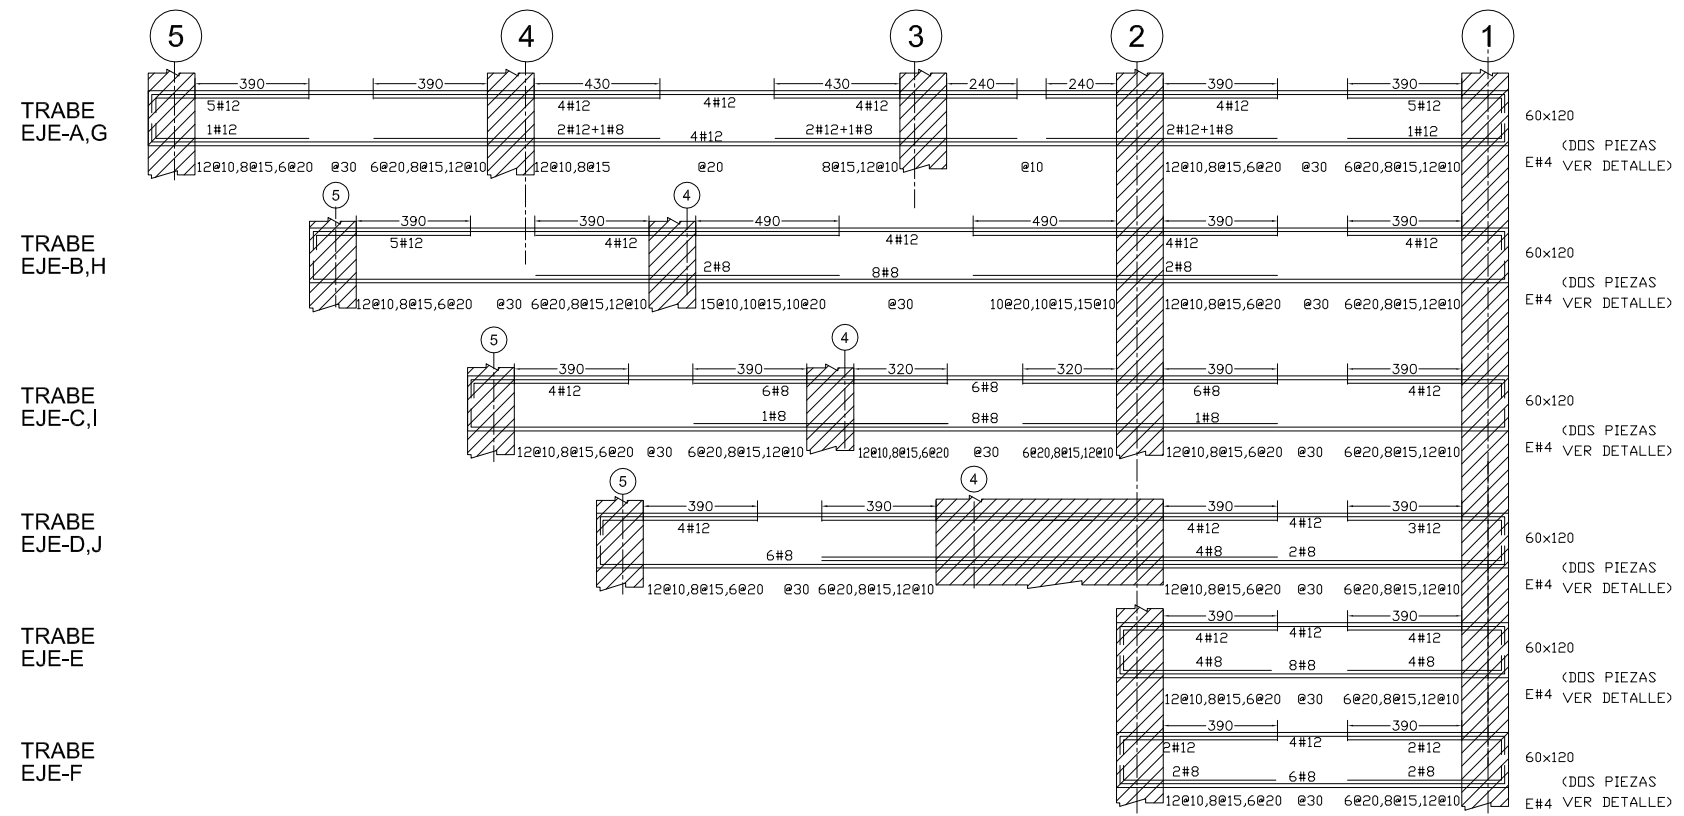 5 4 3 2 1
390 390 430 430 240 240 390 390
5#12 4#12 4#12 4#12 4#12 5#12
TRABE
EJE-A,G
1#12 2#12+1#8 4#12 2#12+1#8 2#12+1#8 1#12
60x120
(DOS PIEZAS
E#4 VER DETALLE)
12@10,8@15,6@20 @30 6@20,8@15,12@10 12@10,8@15 @20 8@15,12@10 @10 12@10,8@15,6@20 @30 6@20,8@15,12@10
5 4
390 390 490 490 390 390
TRABE
EJE-B,H
5#12 4#12 4#12 4#12 4#12
2#8 8#8 2#8
60x120
(DOS PIEZAS
E#4 VER DETALLE)
12@10,8@15,6@20 @30 6@20,8@15,12@10 15@10,10@15,10@20 @30 10@20,10@15,15@10 12@10,8@15,6@20 @30 6@20,8@15,12@10
5 4
390 390 320 320 390 390
TRABE
EJE-C,I
4#12 6#8 6#8 6#8 4#12
1#8 8#8 1#8
60x120
(DOS PIEZAS
E#4 VER DETALLE)
12@10,8@15,6@20 @30 6@20,8@15,12@10 12@10,8@15,6@20 @30 6@20,8@15,12@10 12@10,8@15,6@20 @30 6@20,8@15,12@10
5 4
390 390 390 390
TRABE
EJE-D,J
4#12 4#12 4#12 3#12
6#8 4#8 2#8
60x120
(DOS PIEZAS
E#4 VER DETALLE)
12@10,8@15,6@20 @30 6@20,8@15,12@10 12@10,8@15,6@20 @30 6@20,8@15,12@10
390 390
TRABE
EJE-E
4#12 4#12 4#12
4#8 8#8 4#8
60x120
(DOS PIEZAS
E#4 VER DETALLE)
12@10,8@15,6@20 @30 6@20,8@15,12@10
390 390
TRABE
EJE-F
2#12 4#12 2#12
2#8 6#8 2#8
60x120
(DOS PIEZAS
E#4 VER DETALLE)
12@10,8@15,6@20 @30 6@20,8@15,12@10